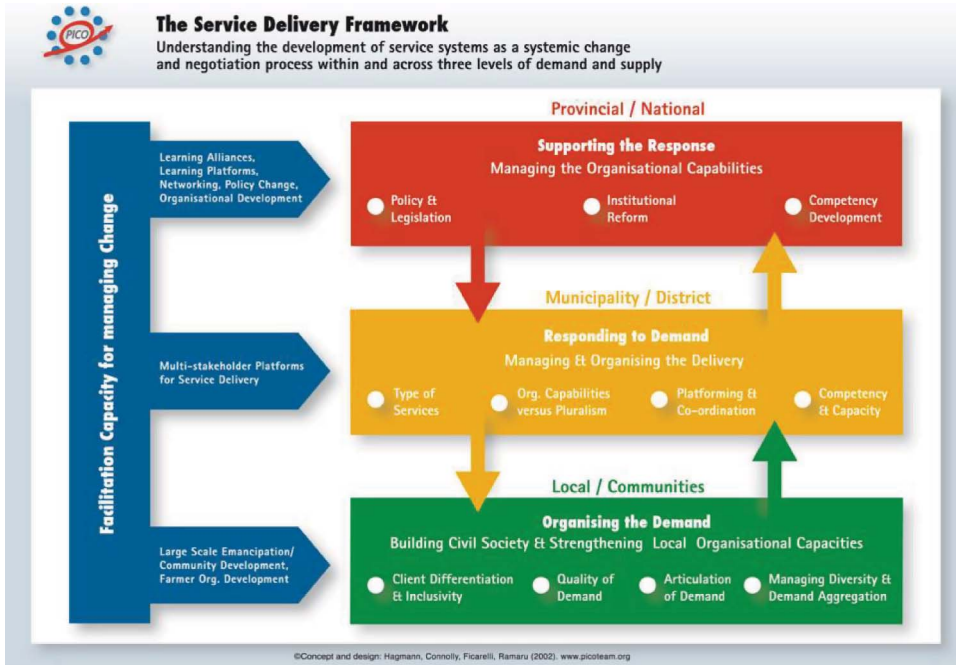 PICO
The Service Delivery Framework
Understanding the development of service systems as a systemic change
and negotiation process within and across three levels of demand and supply
Facilitation Capacity for managing Change
Learning Alliances,
Learning Platforms,
Networking, Policy Change,
Organisational Development
Provincial / National
Supporting the Response
Managing the Organisational Capabilities
Policy &
Legislation
Institutional
Reform
Competency
Development
Multi-stakeholder Platforms
for Service Delivery
Municipality / District
Responding to Demand
Managing & Organising the Delivery
Type of
Services
Org. Capabilities
versus Pluralism
Platforming &
Co-ordination
Competency
& Capacity
Large Scale Emancipation/
Community Development,
Farmer Org. Development
Local / Communities
Organising the Demand
Building Civil Society & Strengthening Local Organisational Capacities
Client Differentiation
& Inclusivity
Quality of
Demand
Articulation
of Demand
Managing Diversity &
Demand Aggregation
©Concept and design: Hagmann, Connolly, Ficarelli, Ramaru (2002). www.picoteam.org